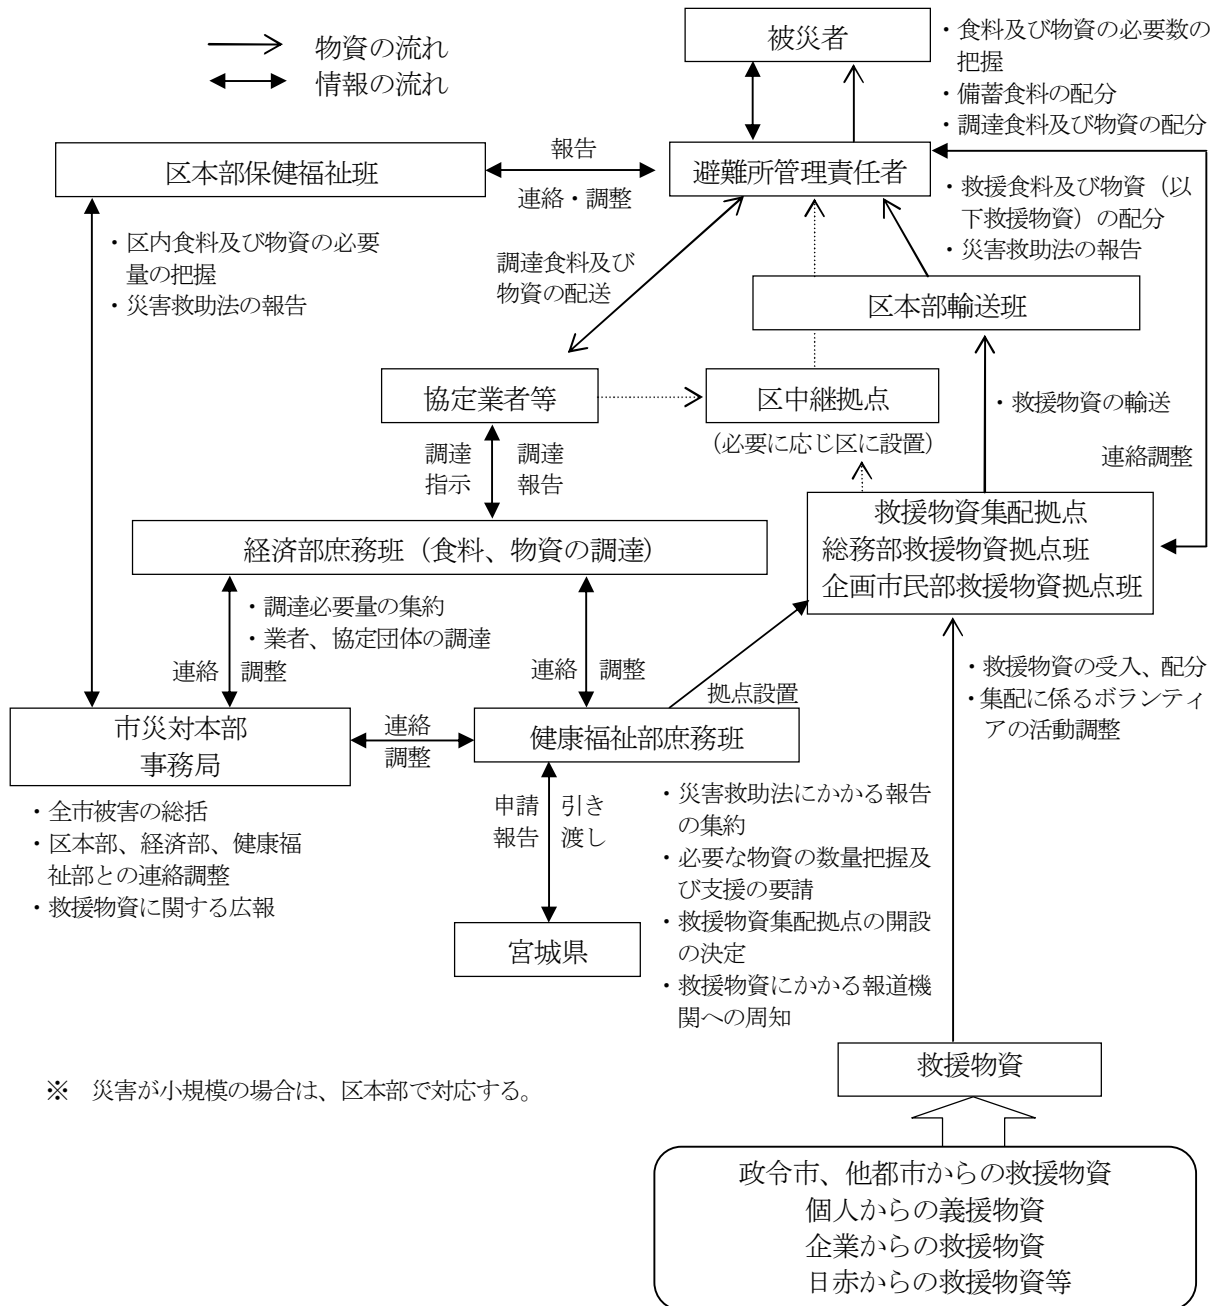 物資の流れ
情報の流れ
被災者
・食料及び物資の必要数の
把握
・備蓄食料の配分
・調達食料及び物資の配分
区本部保健福祉班
報告
連絡・調整
避難所管理責任者
・救援食料及び物資（以
下救援物資）の配分
・災害救助法の報告
・区内食料及び物資の必要
量の把握
・災害救助法の報告
調達食料及び
物資の配送
区本部輸送班
協定業者等
区中継拠点
（必要に応じ区に設置）
・救援物資の輸送
連絡調整
調達
指示
調達
報告
救援物資集配拠点
総務部救援物資拠点班
企画市民部救援物資拠点班
経済部庶務班（食料、物資の調達）
・調達必要量の集約
・業者、協定団体の調達
連絡
調整
連絡
調整
拠点設置
・救援物資の受入、配分
・集配に係るボランティ
アの活動調整
市災対本部
事務局
連絡
調整
健康福祉部庶務班
・全市被害の総括
・区本部、経済部、健康福
祉部との連絡調整
・救援物資に関する広報
申請
報告
引き
渡し
・災害救助法にかかる報告
の集約
・必要な物資の数量把握及
び支援の要請
・救援物資集配拠点の開設
の決定
・救援物資にかかる報道機
関への周知
宮城県
救援物資
※　災害が小規模の場合は、区本部で対応する。
政令市、他都市からの救援物資
個人からの義援物資
企業からの救援物資
日赤からの救援物資等